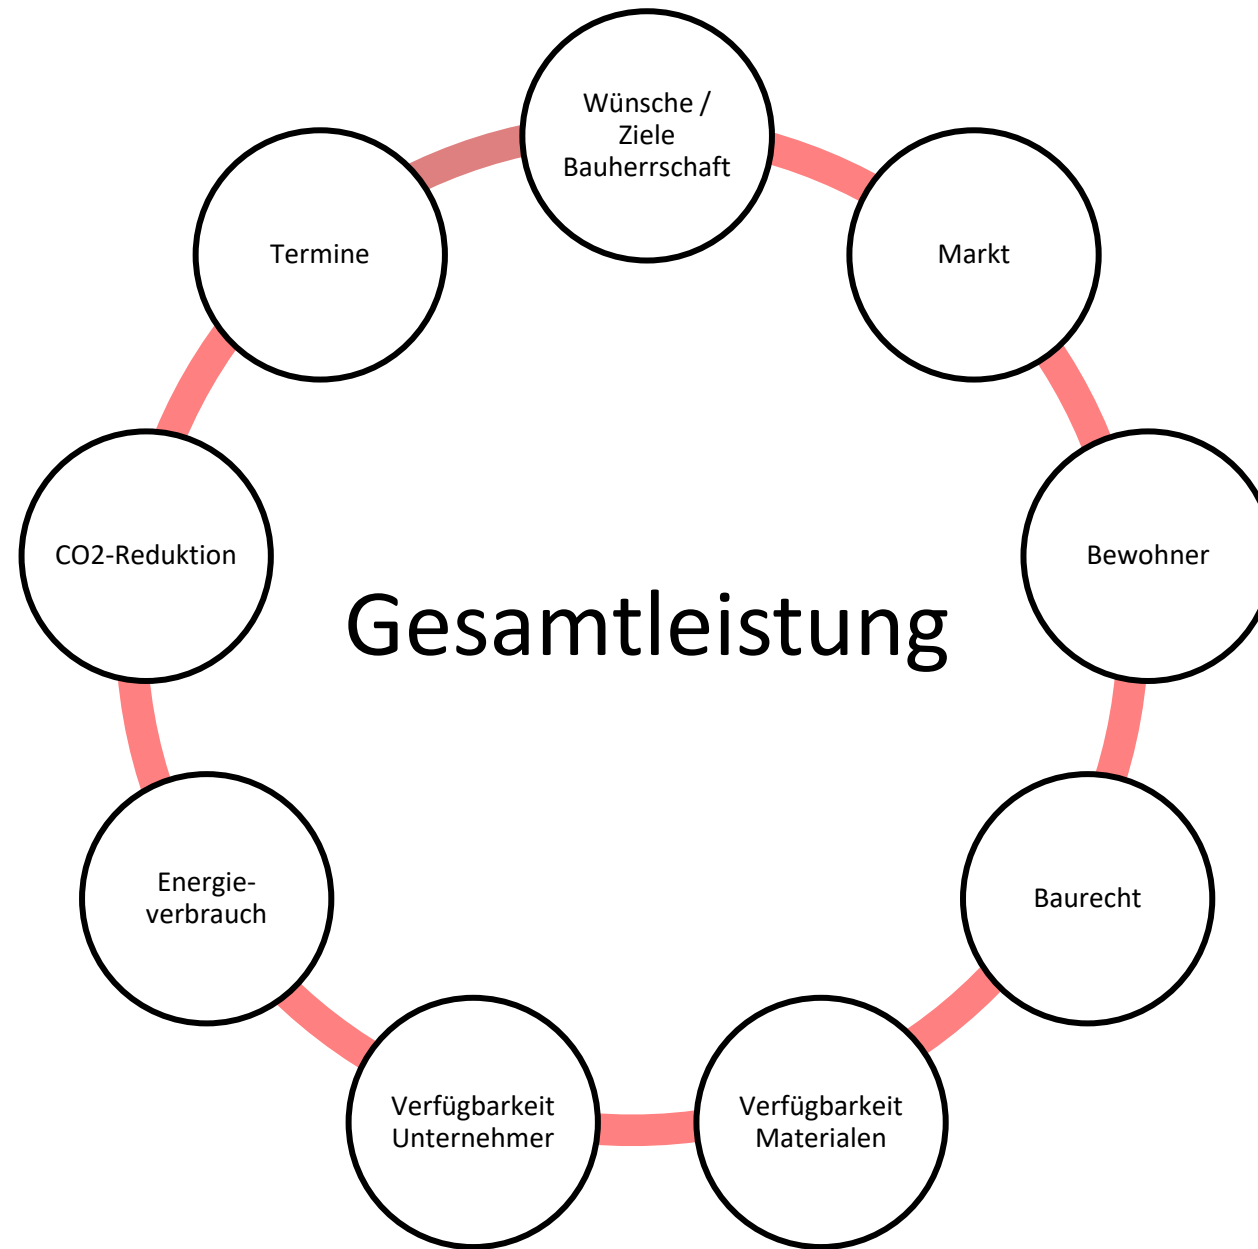 Wünsche /
Ziele
Bauherrschaft
Markt
Bewohner
Baurecht
Verfügbarkeit
Materialen
Verfügbarkeit
Unternehmer
Energie-
verbrauch
CO2-Reduktion
Termine
Gesamtleistung